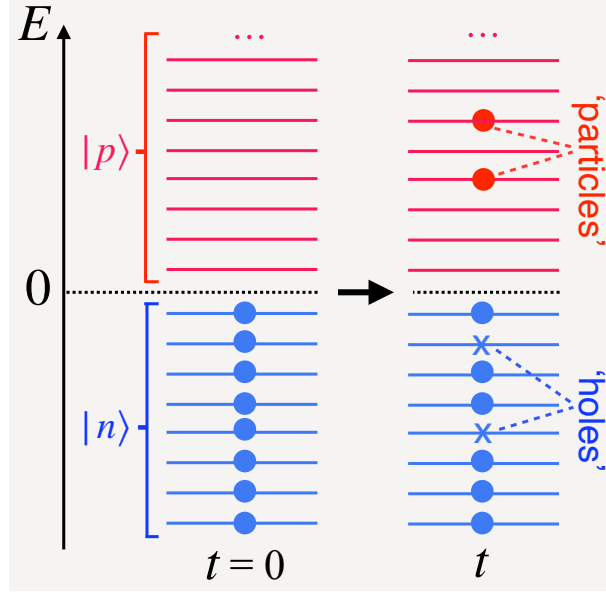 E
...
...
|p⟩
'particles'
0
|n⟩
x
x
'holes'
t = 0
t